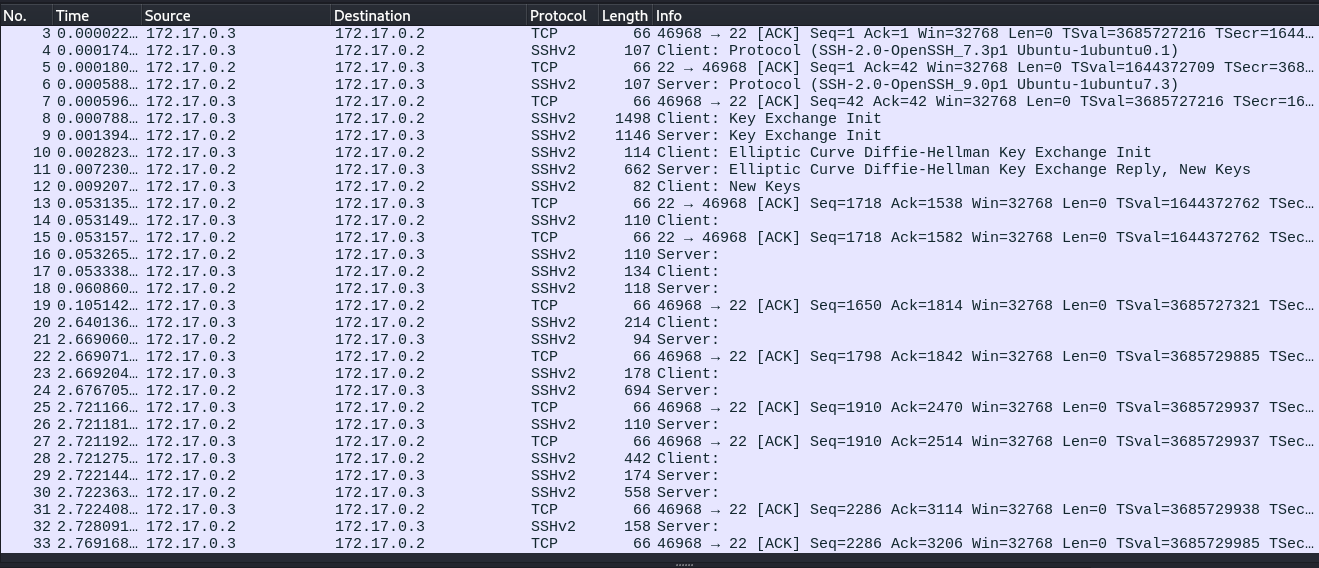 No. Time Source Destination Protocol Length Info
3 0.000022… 172.17.0.3 172.17.0.2 TCP 66 46968 → 22 [ACK] Seq=1 Ack=1 Win=32768 Len=0 TSval=3685727216 TSecr=1644…
4 0.000174… 172.17.0.3 172.17.0.2 SSHv2 107 Client: Protocol (SSH-2.0-OpenSSH_7.3p1 Ubuntu-1ubuntu0.1)
5 0.000180… 172.17.0.2 172.17.0.3 TCP 66 22 → 46968 [ACK] Seq=1 Ack=42 Win=32768 Len=0 TSval=1644372709 TSecr=368…
6 0.000588… 172.17.0.2 172.17.0.3 SSHv2 107 Server: Protocol (SSH-2.0-OpenSSH_9.0p1 Ubuntu-1ubuntu7.3)
7 0.000596… 172.17.0.3 172.17.0.2 TCP 66 46968 → 22 [ACK] Seq=42 Ack=42 Win=32768 Len=0 TSval=3685727216 TSecr=16…
8 0.000788… 172.17.0.3 172.17.0.2 SSHv2 1498 Client: Key Exchange Init
9 0.001394… 172.17.0.2 172.17.0.3 SSHv2 1146 Server: Key Exchange Init
10 0.002823… 172.17.0.3 172.17.0.2 SSHv2 114 Client: Elliptic Curve Diffie-Hellman Key Exchange Init
11 0.007230… 172.17.0.2 172.17.0.3 SSHv2 662 Server: Elliptic Curve Diffie-Hellman Key Exchange Reply, New Keys
12 0.009207… 172.17.0.3 172.17.0.2 SSHv2 82 Client: New Keys
13 0.053135… 172.17.0.2 172.17.0.3 TCP 66 22 → 46968 [ACK] Seq=1718 Ack=1538 Win=32768 Len=0 TSval=1644372762 TSec…
14 0.053149… 172.17.0.3 172.17.0.2 SSHv2 110 Client:
15 0.053157… 172.17.0.2 172.17.0.3 TCP 66 22 → 46968 [ACK] Seq=1718 Ack=1582 Win=32768 Len=0 TSval=1644372762 TSec…
16 0.053265… 172.17.0.2 172.17.0.3 SSHv2 110 Server:
17 0.053338… 172.17.0.3 172.17.0.2 SSHv2 134 Client:
18 0.060860… 172.17.0.2 172.17.0.3 SSHv2 118 Server:
19 0.105142… 172.17.0.3 172.17.0.2 TCP 66 46968 → 22 [ACK] Seq=1650 Ack=1814 Win=32768 Len=0 TSval=3685727321 TSec…
20 2.640136… 172.17.0.3 172.17.0.2 SSHv2 214 Client:
21 2.669060… 172.17.0.2 172.17.0.3 SSHv2 94 Server:
22 2.669071… 172.17.0.3 172.17.0.2 TCP 66 46968 → 22 [ACK] Seq=1798 Ack=1842 Win=32768 Len=0 TSval=3685729885 TSec…
23 2.669204… 172.17.0.3 172.17.0.2 SSHv2 178 Client:
24 2.676705… 172.17.0.2 172.17.0.3 SSHv2 694 Server:
25 2.721166… 172.17.0.3 172.17.0.2 TCP 66 46968 → 22 [ACK] Seq=1910 Ack=2470 Win=32768 Len=0 TSval=3685729937 TSec…
26 2.721181… 172.17.0.2 172.17.0.3 SSHv2 110 Server:
27 2.721192… 172.17.0.3 172.17.0.2 TCP 66 46968 → 22 [ACK] Seq=1910 Ack=2514 Win=32768 Len=0 TSval=3685729937 TSec…
28 2.721275… 172.17.0.3 172.17.0.2 SSHv2 442 Client:
29 2.722144… 172.17.0.2 172.17.0.3 SSHv2 174 Server:
30 2.722363… 172.17.0.2 172.17.0.3 SSHv2 558 Server:
31 2.722408… 172.17.0.3 172.17.0.2 TCP 66 46968 → 22 [ACK] Seq=2286 Ack=3114 Win=32768 Len=0 TSval=3685729938 TSec…
32 2.728091… 172.17.0.2 172.17.0.3 SSHv2 158 Server:
33 2.769168… 172.17.0.3 172.17.0.2 TCP 66 46968 → 22 [ACK] Seq=2286 Ack=3206 Win=32768 Len=0 TSval=3685729985 TSec…